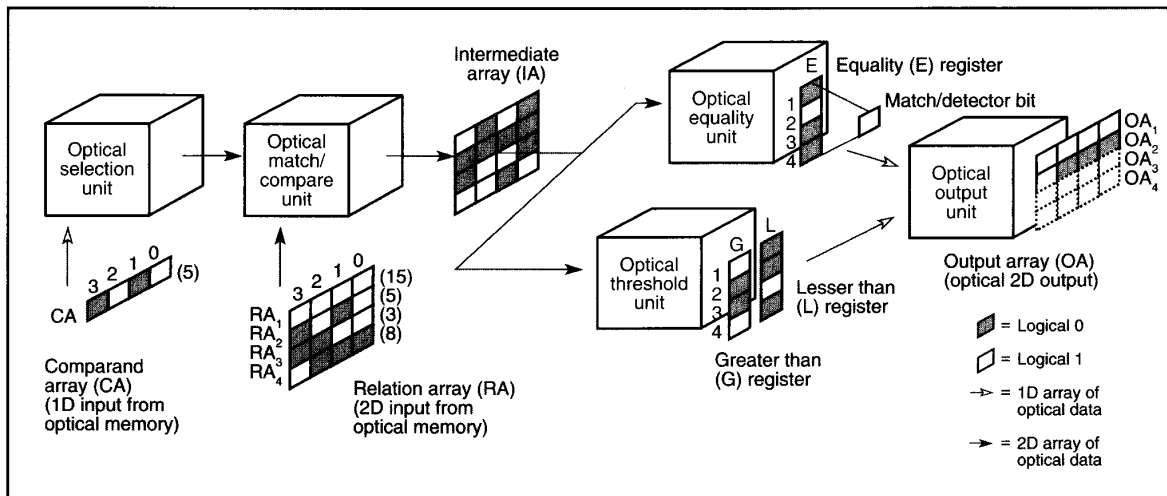 Intermediate
array (IA)
Optical
selection
unit
Optical
match/
compare
unit
Optical
equality
unit
E
1
2
3
4
Equality (E) register
Match/detector bit
Optical
output
unit
OA1
OA2
OA3
OA4
Output array (OA)
(optical 2D output)
3 2 1 0
(5)
CA
Comparand
array (CA)
(1D input from
optical memory)
3 2 1 0
RA1
RA2
RA3
RA4
(15)
(5)
(3)
(8)
Relation array (RA)
(2D input from
optical memory)
Optical
threshold
unit
G
L
1
2
3
4
Lesser than
(L) register
Greater than
(G) register
= Logical 0
= Logical 1
= 1D array of
optical data
= 2D array of
optical data